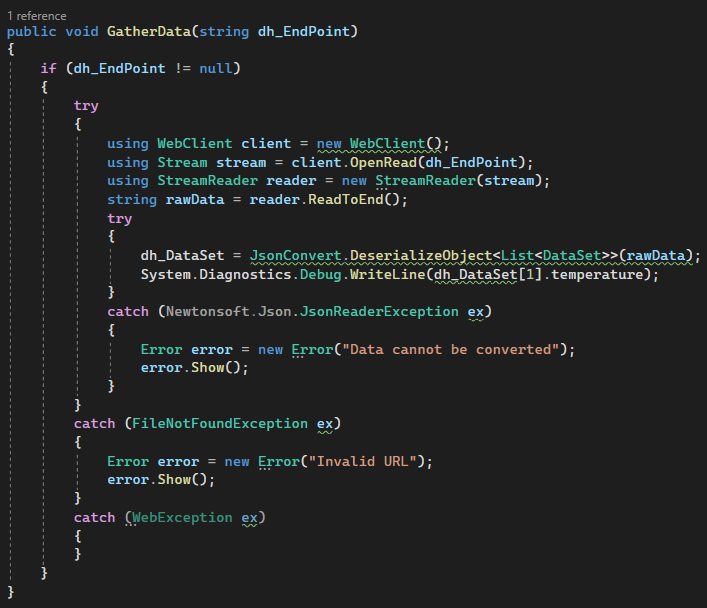 1 reference
public void GatherData(string dh_EndPoint)
{
    if (dh_EndPoint != null)
    {
        try
        {
            using WebClient client = new WebClient();
            using Stream stream = client.OpenRead(dh_EndPoint);
            using StreamReader reader = new StreamReader(stream);
            string rawData = reader.ReadToEnd();
            try
            {
                dh_DataSet = JsonConvert.DeserializeObject<List<DataSet>>(rawData);
                System.Diagnostics.Debug.WriteLine(dh_DataSet[1].temperature);
            }
            catch (Newtonsoft.Json.JsonReaderException ex)
            {
                Error error = new Error("Data cannot be converted");
                error.Show();
            }
        }
        catch (FileNotFoundException ex)
        {
            Error error = new Error("Invalid URL");
            error.Show();
        }
        catch (WebException ex)
        {
        }
    }
}